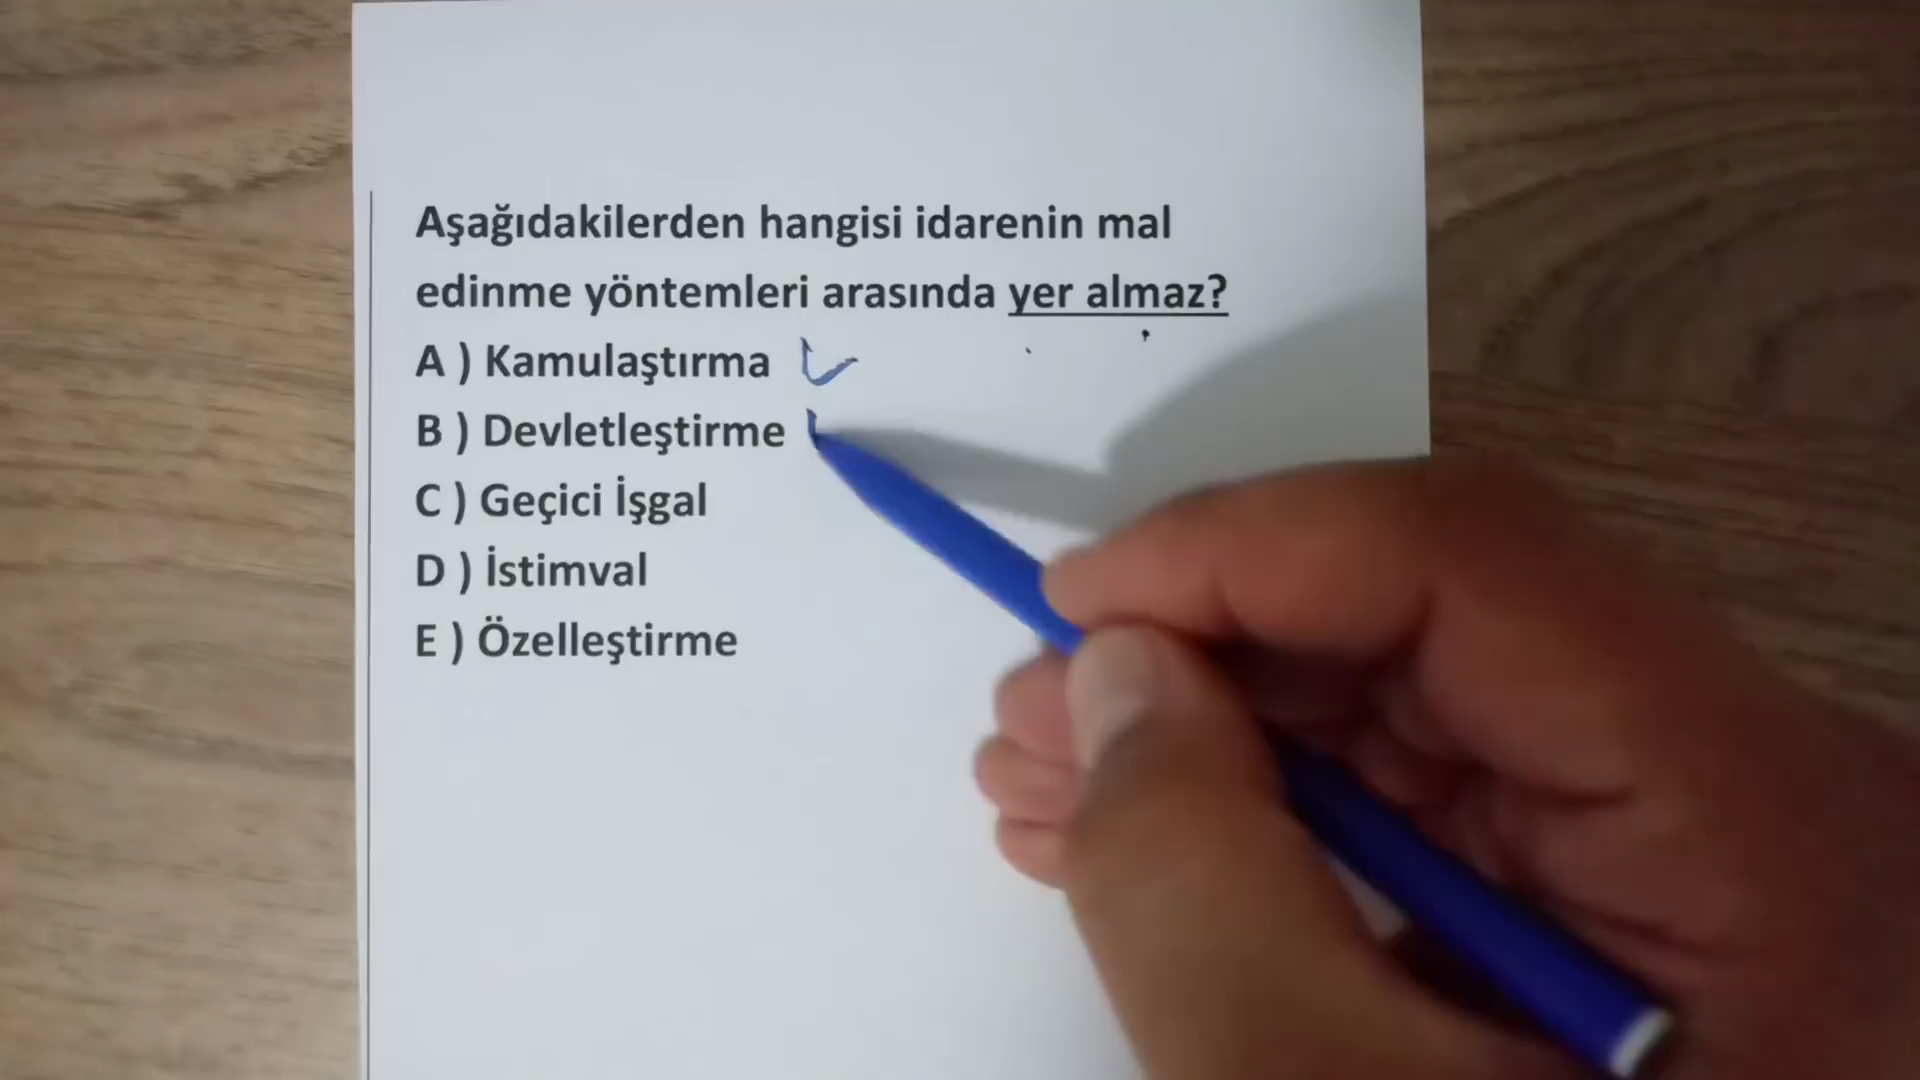 Aşağıdakilerden hangisi idarenin mal
edinme yöntemleri arasında yer almaz?
A ) Kamulaştırma
B ) Devletleştirme
C ) Geçici İşgal
D ) İstimval
E ) Özelleştirme